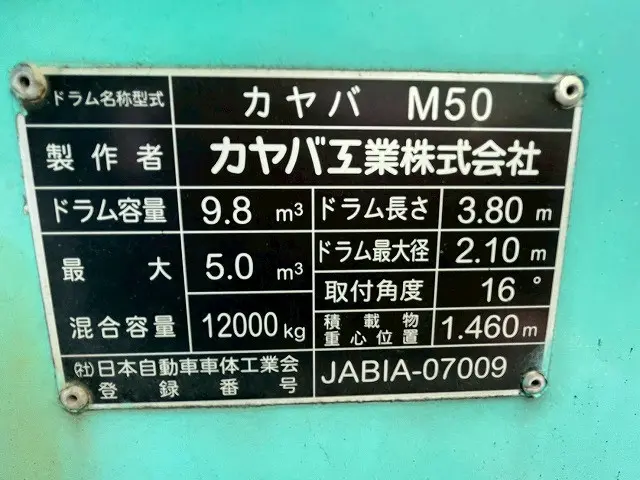 ドラム名称型式 カヤバ M50
製作者 カヤバ工業株式会社
ドラム容量 9.8 m³ ドラム長さ 3.80 m
最大 5.0 m³ ドラム最大径 2.10 m
取付角度 16°
混合容量 12000kg 積載物重心位置 1.460m
(社)日本自動車車体工業会
登録番号 JABIA-07009